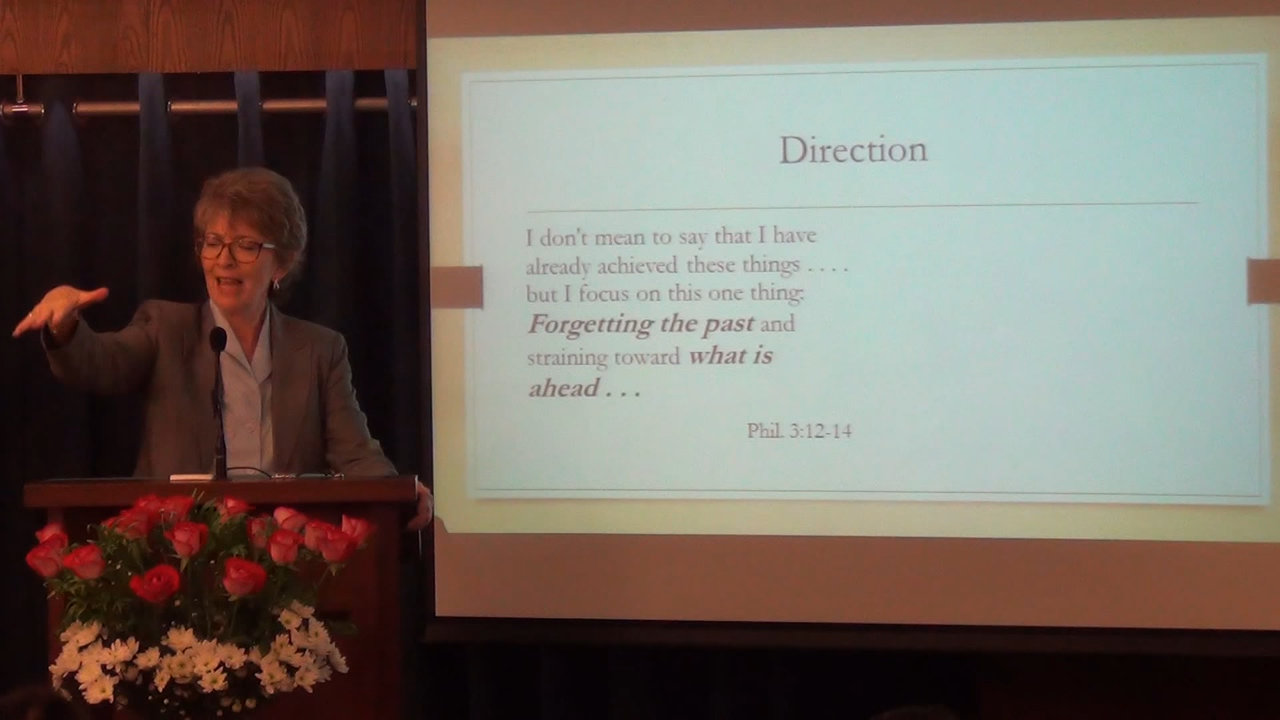 Direction
I don't mean to say that I have
already achieved these things . . . .
but I focus on this one thing:
Forgetting the past and
straining toward what is
ahead . . .
Phil. 3:12-14